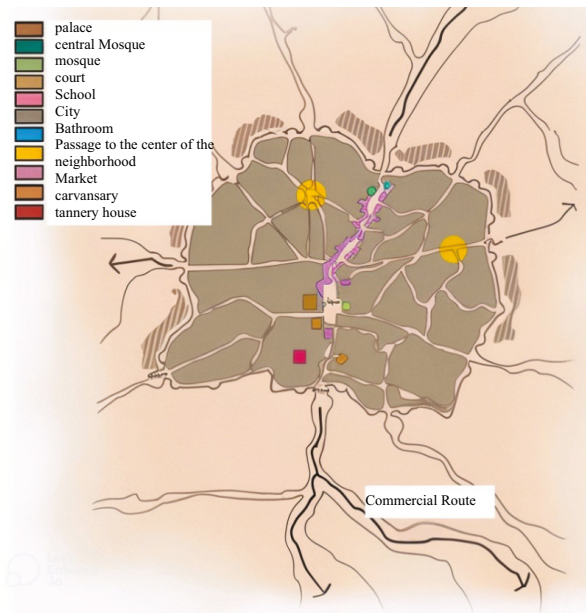 palace
central Mosque
mosque
court
School
City
Bathroom
Passage to the center of the
neighborhood
Market
carvansary
tannery house
Commercial Route